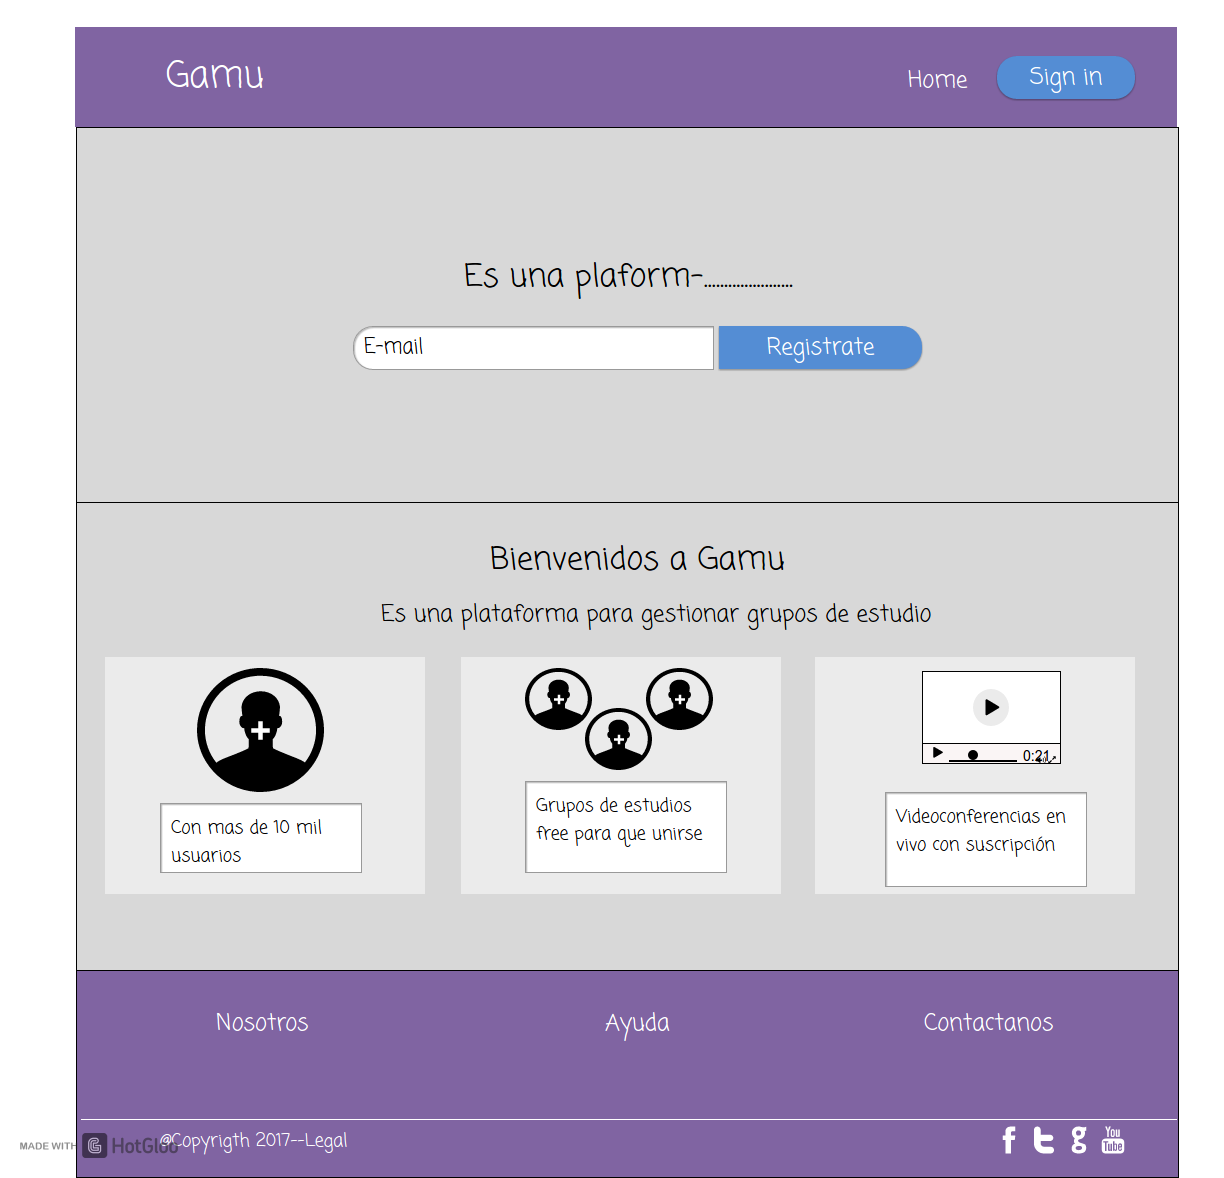 Gamu
Home
Sign in
Es una plaform-......................
E-mail
Registrate
Bienvenidos a Gamu
Es una plataforma para gestionar grupos de estudio
Con mas de 10 mil
usuarios
Grupos de estudios
free para que unirse
0:21
Videoconferencias en
vivo con suscripción
Nosotros
Ayuda
Contactanos
MADE WITH HotGloo
@Copyrigth 2017--Legal
You
Tube